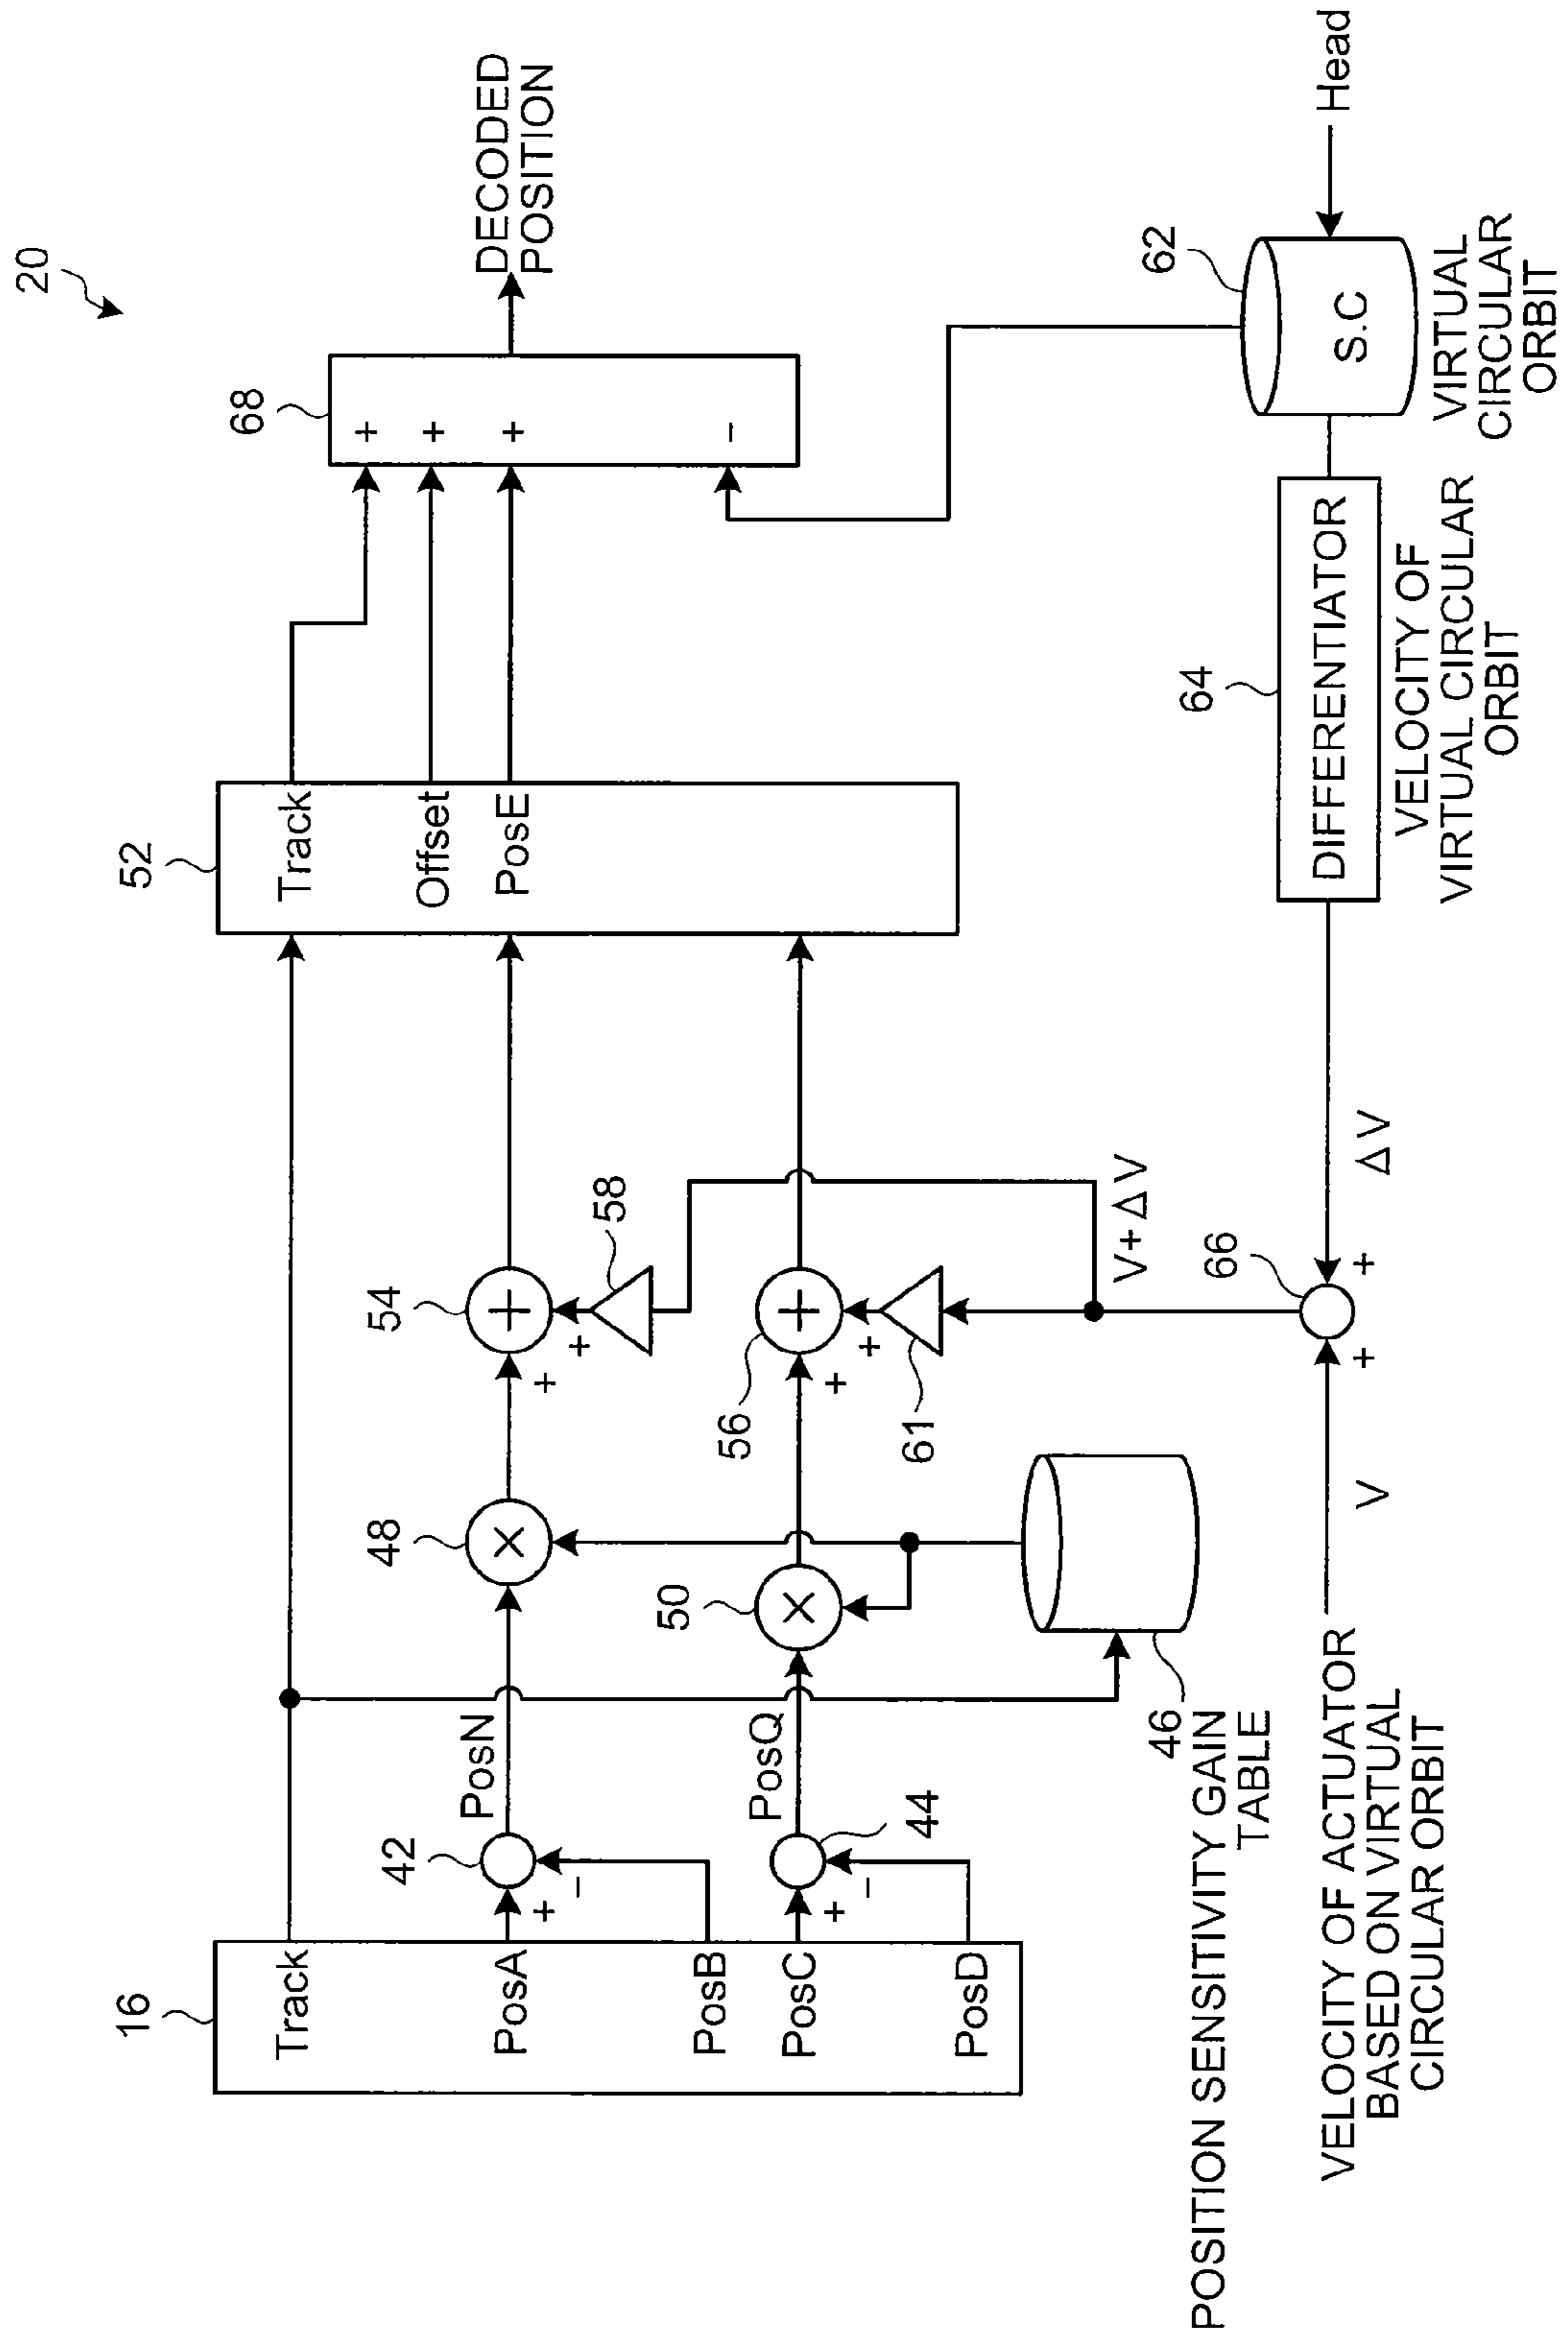 20
16
Track
PosA
PosB
PosC
PosD
42
+
−
PosN
44
+
−
PosQ
48
×
50
×
46
POSITION SENSITIVITY GAIN
TABLE
54
+
+
+
58
56
+
+
+
61
V+ΔV
52
Track
Offset
PosE
68
+
+
+
−
DECODED
POSITION
VELOCITY OF ACTUATOR
BASED ON VIRTUAL
CIRCULAR ORBIT
V
66
+
+
ΔV
64
DIFFERENTIATOR
VELOCITY OF
VIRTUAL CIRCULAR
ORBIT
62
S.C
VIRTUAL
CIRCULAR
ORBIT
Head